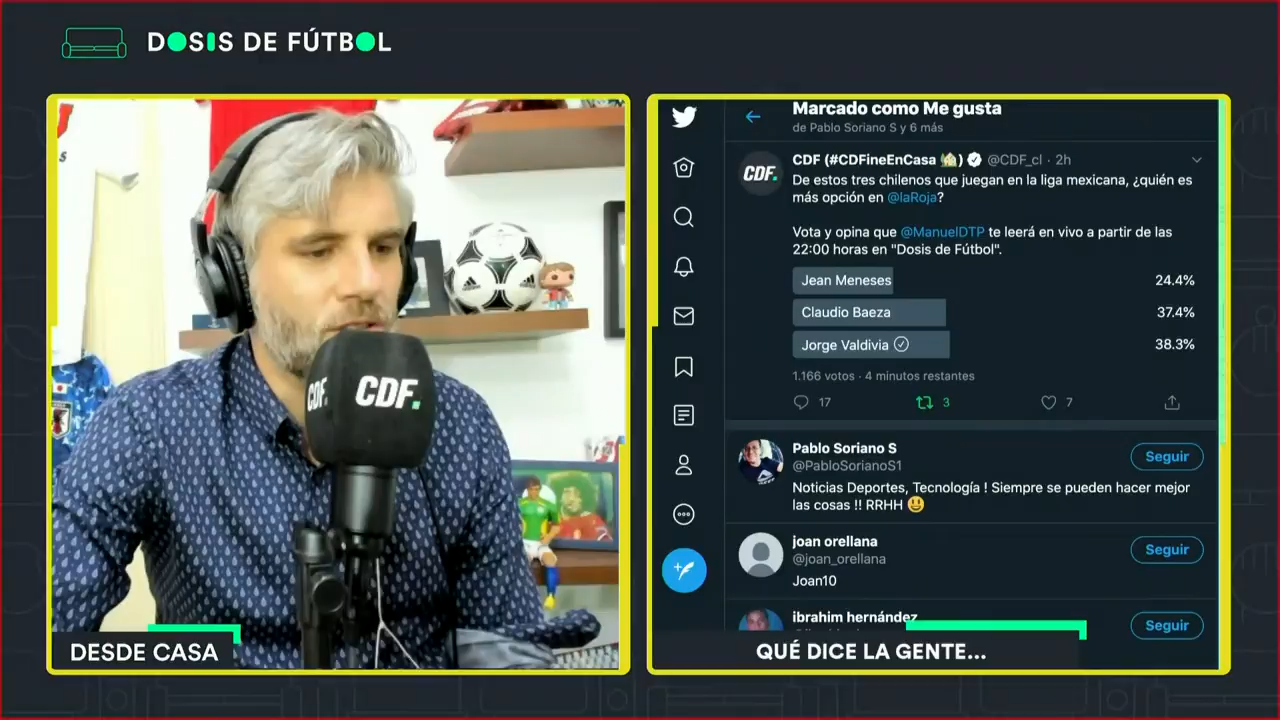 DOSIS DE FÚTBOL
CDF.
CDF.
DESDE CASA
Marcado como Me gusta
de Pablo Soriano S y 6 más
CDF.
CDF (#CDFineEnCasa 🏠) @CDF_cl · 2h
De estos tres chilenos que juegan en la liga mexicana, ¿quién es
más opción en @laRoja?
Vota y opina que @ManuelDTP te leerá en vivo a partir de las
22:00 horas en "Dosis de Fútbol".
Jean Meneses 24.4%
Claudio Baeza 37.4%
Jorge Valdivia 38.3%
1.166 votos · 4 minutos restantes
17 3 7
Pablo Soriano S
@PabloSorianoS1
Seguir
Noticias Deportes, Tecnología ! Siempre se pueden hacer mejor
las cosas !! RRHH 😃
joan orellana
@joan_orellana
Seguir
Joan10
ibrahim hernández
Seguir
QUÉ DICE LA GENTE...